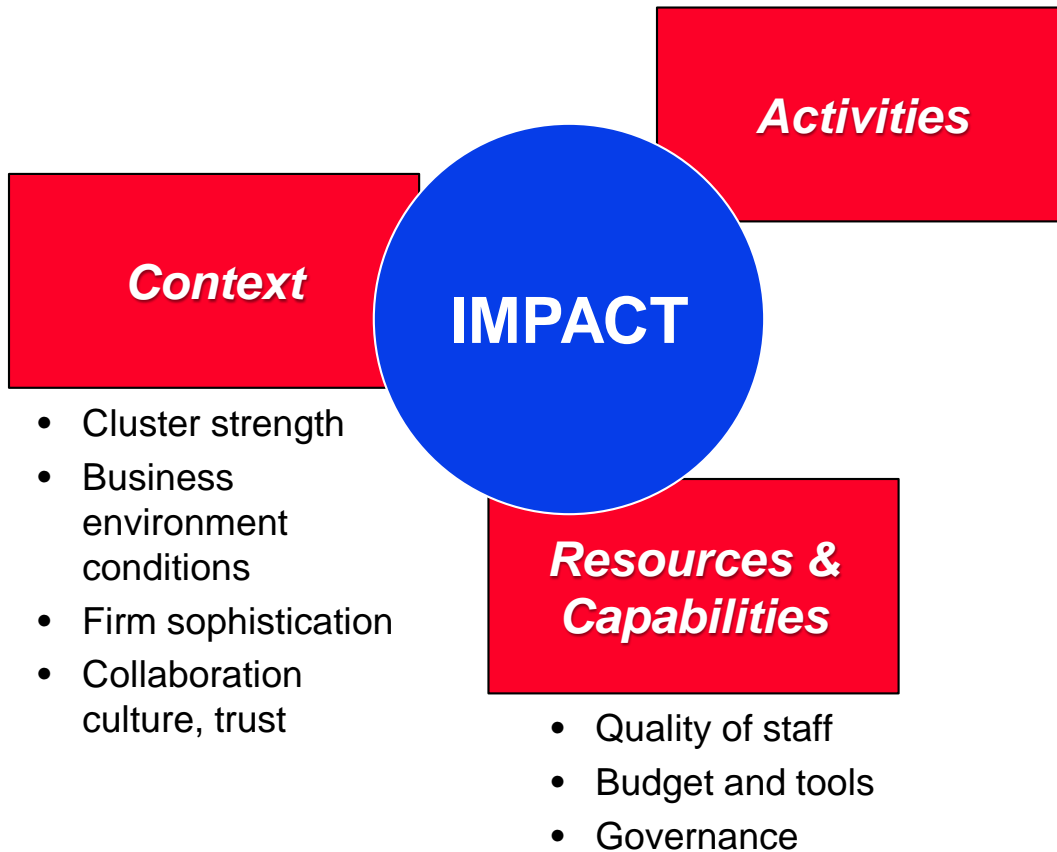 Activities
Context
IMPACT
• Cluster strength
• Business
environment
conditions
• Firm sophistication
• Collaboration
culture, trust
Resources &
Capabilities
• Quality of staff
• Budget and tools
• Governance